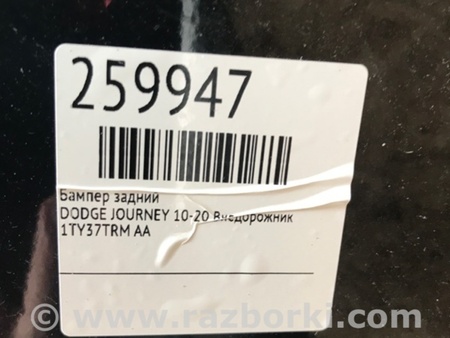 259947
Бампер задний
DODGE JOURNEY 10-20 Внедорожник
1TY37TRM AA
© www.razborki.com